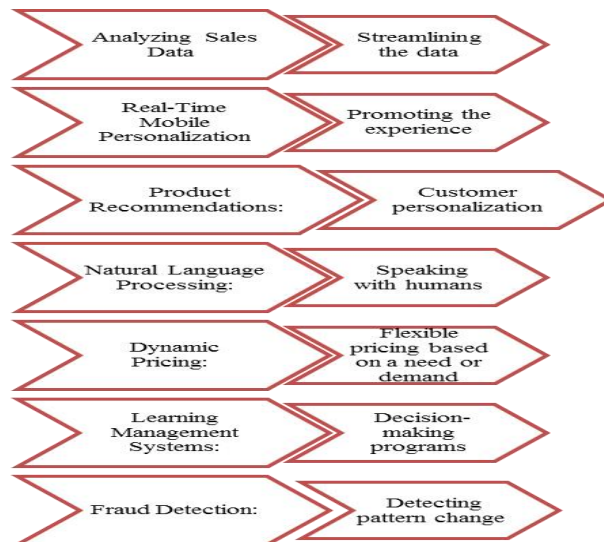 Analyzing Sales
Data
Streamlining
the data
Real-Time
Mobile
Personalization
Promoting the
experience
Product
Recommendations:
Customer
personalization
Natural Language
Processing:
Speaking
with humans
Dynamic
Pricing:
Flexible
pricing based
on a need or
demand
Learning
Management
Systems:
Decision-
making
programs
Fraud Detection:
Detecting
pattern change